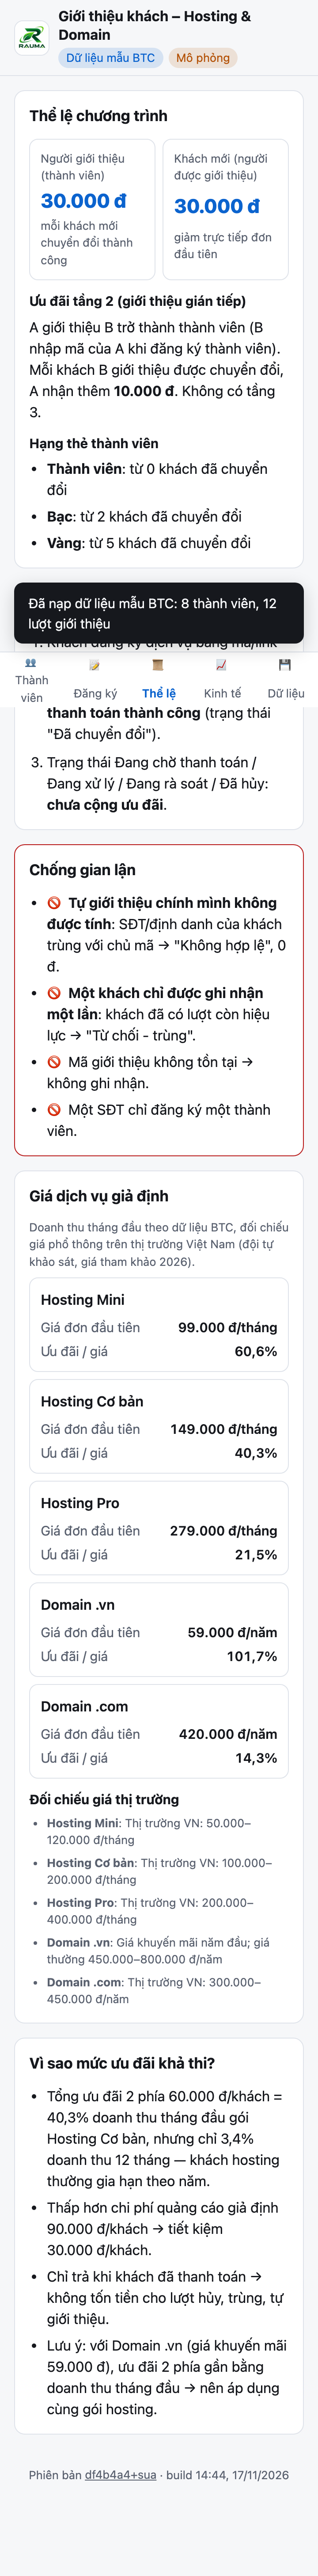 RAUMA
Giới thiệu khách – Hosting &
Domain
Dữ liệu mẫu BTC
Mô phỏng
Thể lệ chương trình
Người giới thiệu
(thành viên)
30.000 đ
mỗi khách mới
chuyển đổi thành
công
Khách mới (người
được giới thiệu)
30.000 đ
giảm trực tiếp đơn
đầu tiên
Ưu đãi tầng 2 (giới thiệu gián tiếp)
A giới thiệu B trở thành thành viên (B
nhập mã của A khi đăng ký thành viên).
Mỗi khách B giới thiệu được chuyển đổi,
A nhận thêm 10.000 đ. Không có tầng
3.
Hạng thẻ thành viên
• Thành viên: từ 0 khách đã chuyển
đổi
• Bạc: từ 2 khách đã chuyển đổi
• Vàng: từ 5 khách đã chuyển đổi
Đã nạp dữ liệu mẫu BTC: 8 thành viên, 12
lượt giới thiệu
1. Khách đăng ký dịch vụ bằng mã/link
Thành
viên
Đăng ký
Thể lệ
Kinh tế
Dữ liệu
thanh toán thành công (trạng thái
"Đã chuyển đổi").
3. Trạng thái Đang chờ thanh toán /
Đang xử lý / Đang rà soát / Đã hủy:
chưa cộng ưu đãi.
Chống gian lận
• 🚫 Tự giới thiệu chính mình không
được tính: SĐT/định danh của khách
trùng với chủ mã → "Không hợp lệ", 0
đ.
• 🚫 Một khách chỉ được ghi nhận
một lần: khách đã có lượt còn hiệu
lực → "Từ chối - trùng".
• 🚫 Mã giới thiệu không tồn tại →
không ghi nhận.
• 🚫 Một SĐT chỉ đăng ký một thành
viên.
Giá dịch vụ giả định
Doanh thu tháng đầu theo dữ liệu BTC, đối chiếu
giá phổ thông trên thị trường Việt Nam (đội tự
khảo sát, giá tham khảo 2026).
Hosting Mini
Giá đơn đầu tiên 99.000 đ/tháng
Ưu đãi / giá 60,6%
Hosting Cơ bản
Giá đơn đầu tiên 149.000 đ/tháng
Ưu đãi / giá 40,3%
Hosting Pro
Giá đơn đầu tiên 279.000 đ/tháng
Ưu đãi / giá 21,5%
Domain .vn
Giá đơn đầu tiên 59.000 đ/năm
Ưu đãi / giá 101,7%
Domain .com
Giá đơn đầu tiên 420.000 đ/năm
Ưu đãi / giá 14,3%
Đối chiếu giá thị trường
• Hosting Mini: Thị trường VN: 50.000–
120.000 đ/tháng
• Hosting Cơ bản: Thị trường VN: 100.000–
200.000 đ/tháng
• Hosting Pro: Thị trường VN: 200.000–
400.000 đ/tháng
• Domain .vn: Giá khuyến mãi năm đầu; giá
thường 450.000–800.000 đ/năm
• Domain .com: Thị trường VN: 300.000–
450.000 đ/năm
Vì sao mức ưu đãi khả thi?
• Tổng ưu đãi 2 phía 60.000 đ/khách =
40,3% doanh thu tháng đầu gói
Hosting Cơ bản, nhưng chỉ 3,4%
doanh thu 12 tháng — khách hosting
thường gia hạn theo năm.
• Thấp hơn chi phí quảng cáo giả định
90.000 đ/khách → tiết kiệm
30.000 đ/khách.
• Chỉ trả khi khách đã thanh toán →
không tốn tiền cho lượt hủy, trùng, tự
giới thiệu.
• Lưu ý: với Domain .vn (giá khuyến mãi
59.000 đ), ưu đãi 2 phía gần bằng
doanh thu tháng đầu → nên áp dụng
cùng gói hosting.
Phiên bản df4b4a4+sua · build 14:44, 17/11/2026